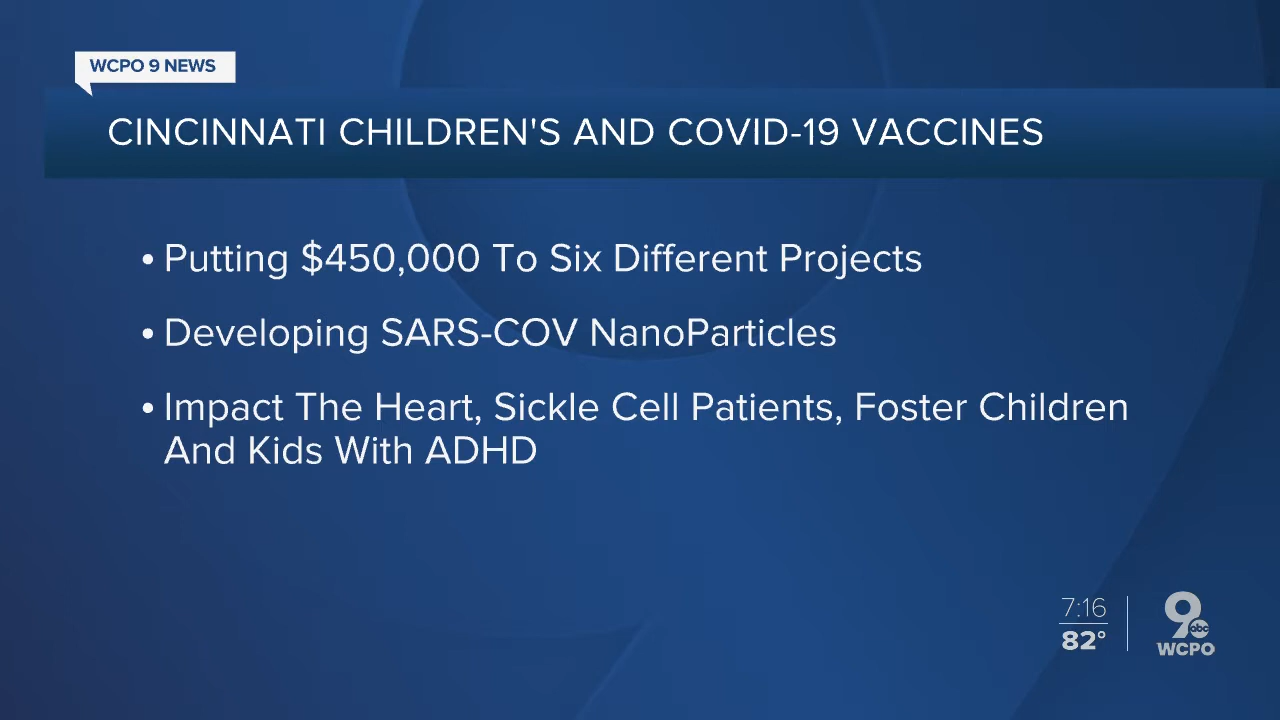 WCPO 9 NEWS
CINCINNATI CHILDREN'S AND COVID-19 VACCINES
• Putting $450,000 To Six Different Projects
• Developing SARS-COV NanoParticles
• Impact The Heart, Sickle Cell Patients, Foster Children
And Kids With ADHD
7:16
82°
9
abc
WCPO